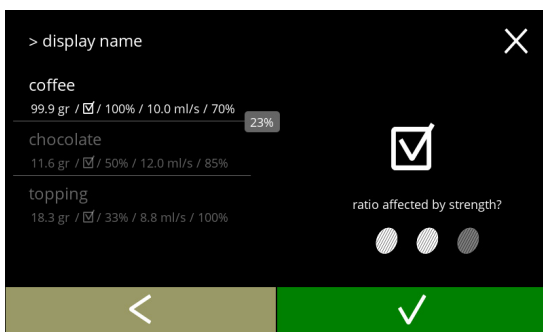 > display name
coffee
99.9 gr / ☑ / 100% / 10.0 ml/s / 70%
23%
chocolate
11.6 gr / ☑ / 50% / 12.0 ml/s / 85%
topping
18.3 gr / ☑ / 33% / 8.8 ml/s / 100%
ratio affected by strength?